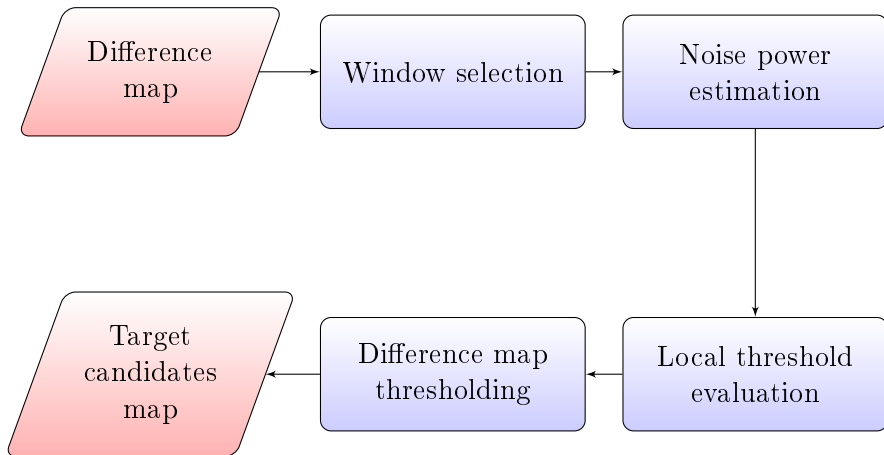 Difference
map
Window selection
Noise power
estimation
Local threshold
evaluation
Difference map
thresholding
Target
candidates
map